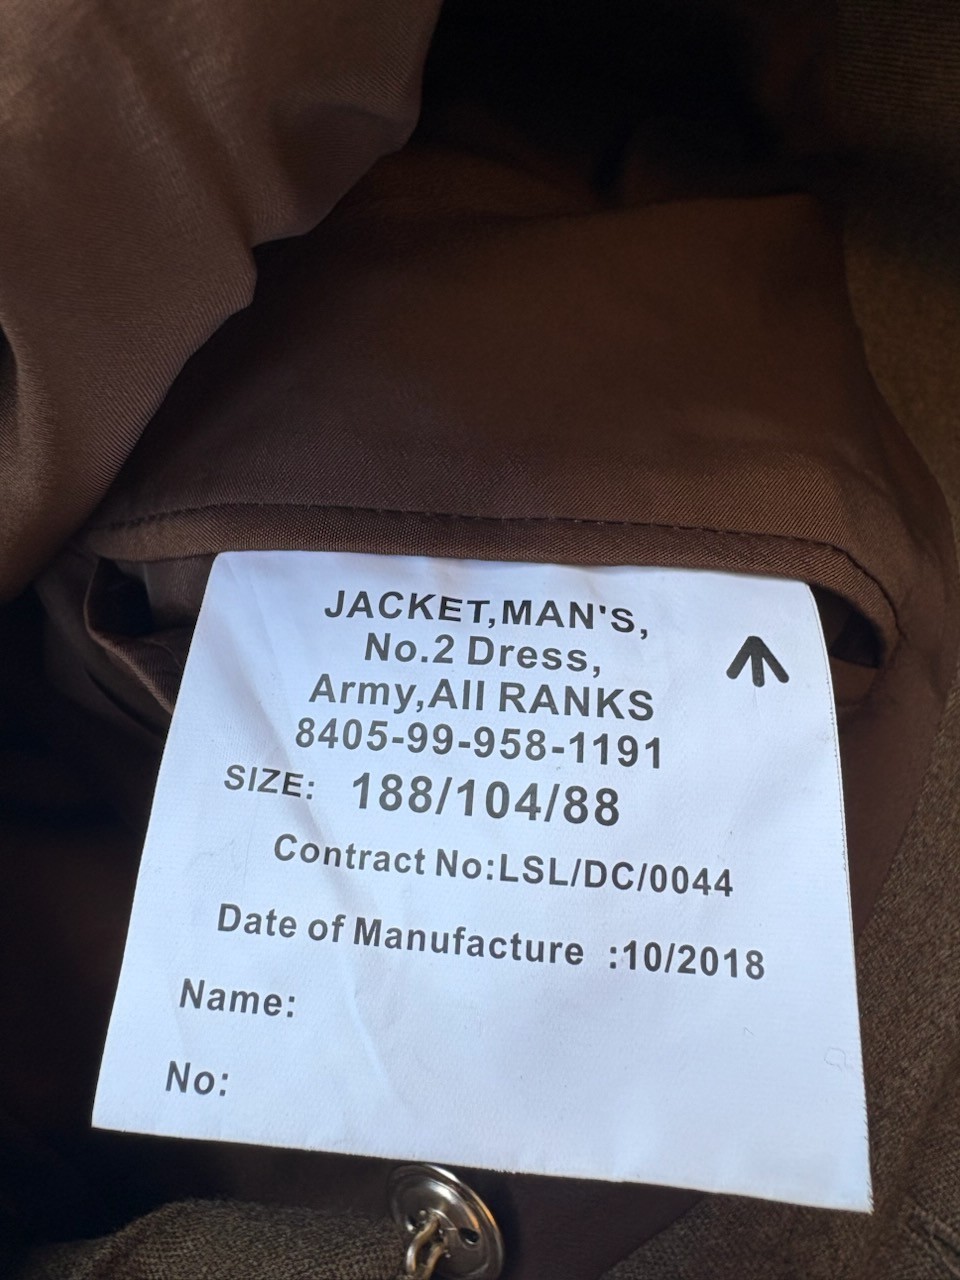 JACKET,MAN'S,
No.2 Dress,
Army,All RANKS
8405-99-958-1191
SIZE: 188/104/88
Contract No:LSL/DC/0044
Date of Manufacture :10/2018
Name:
No: